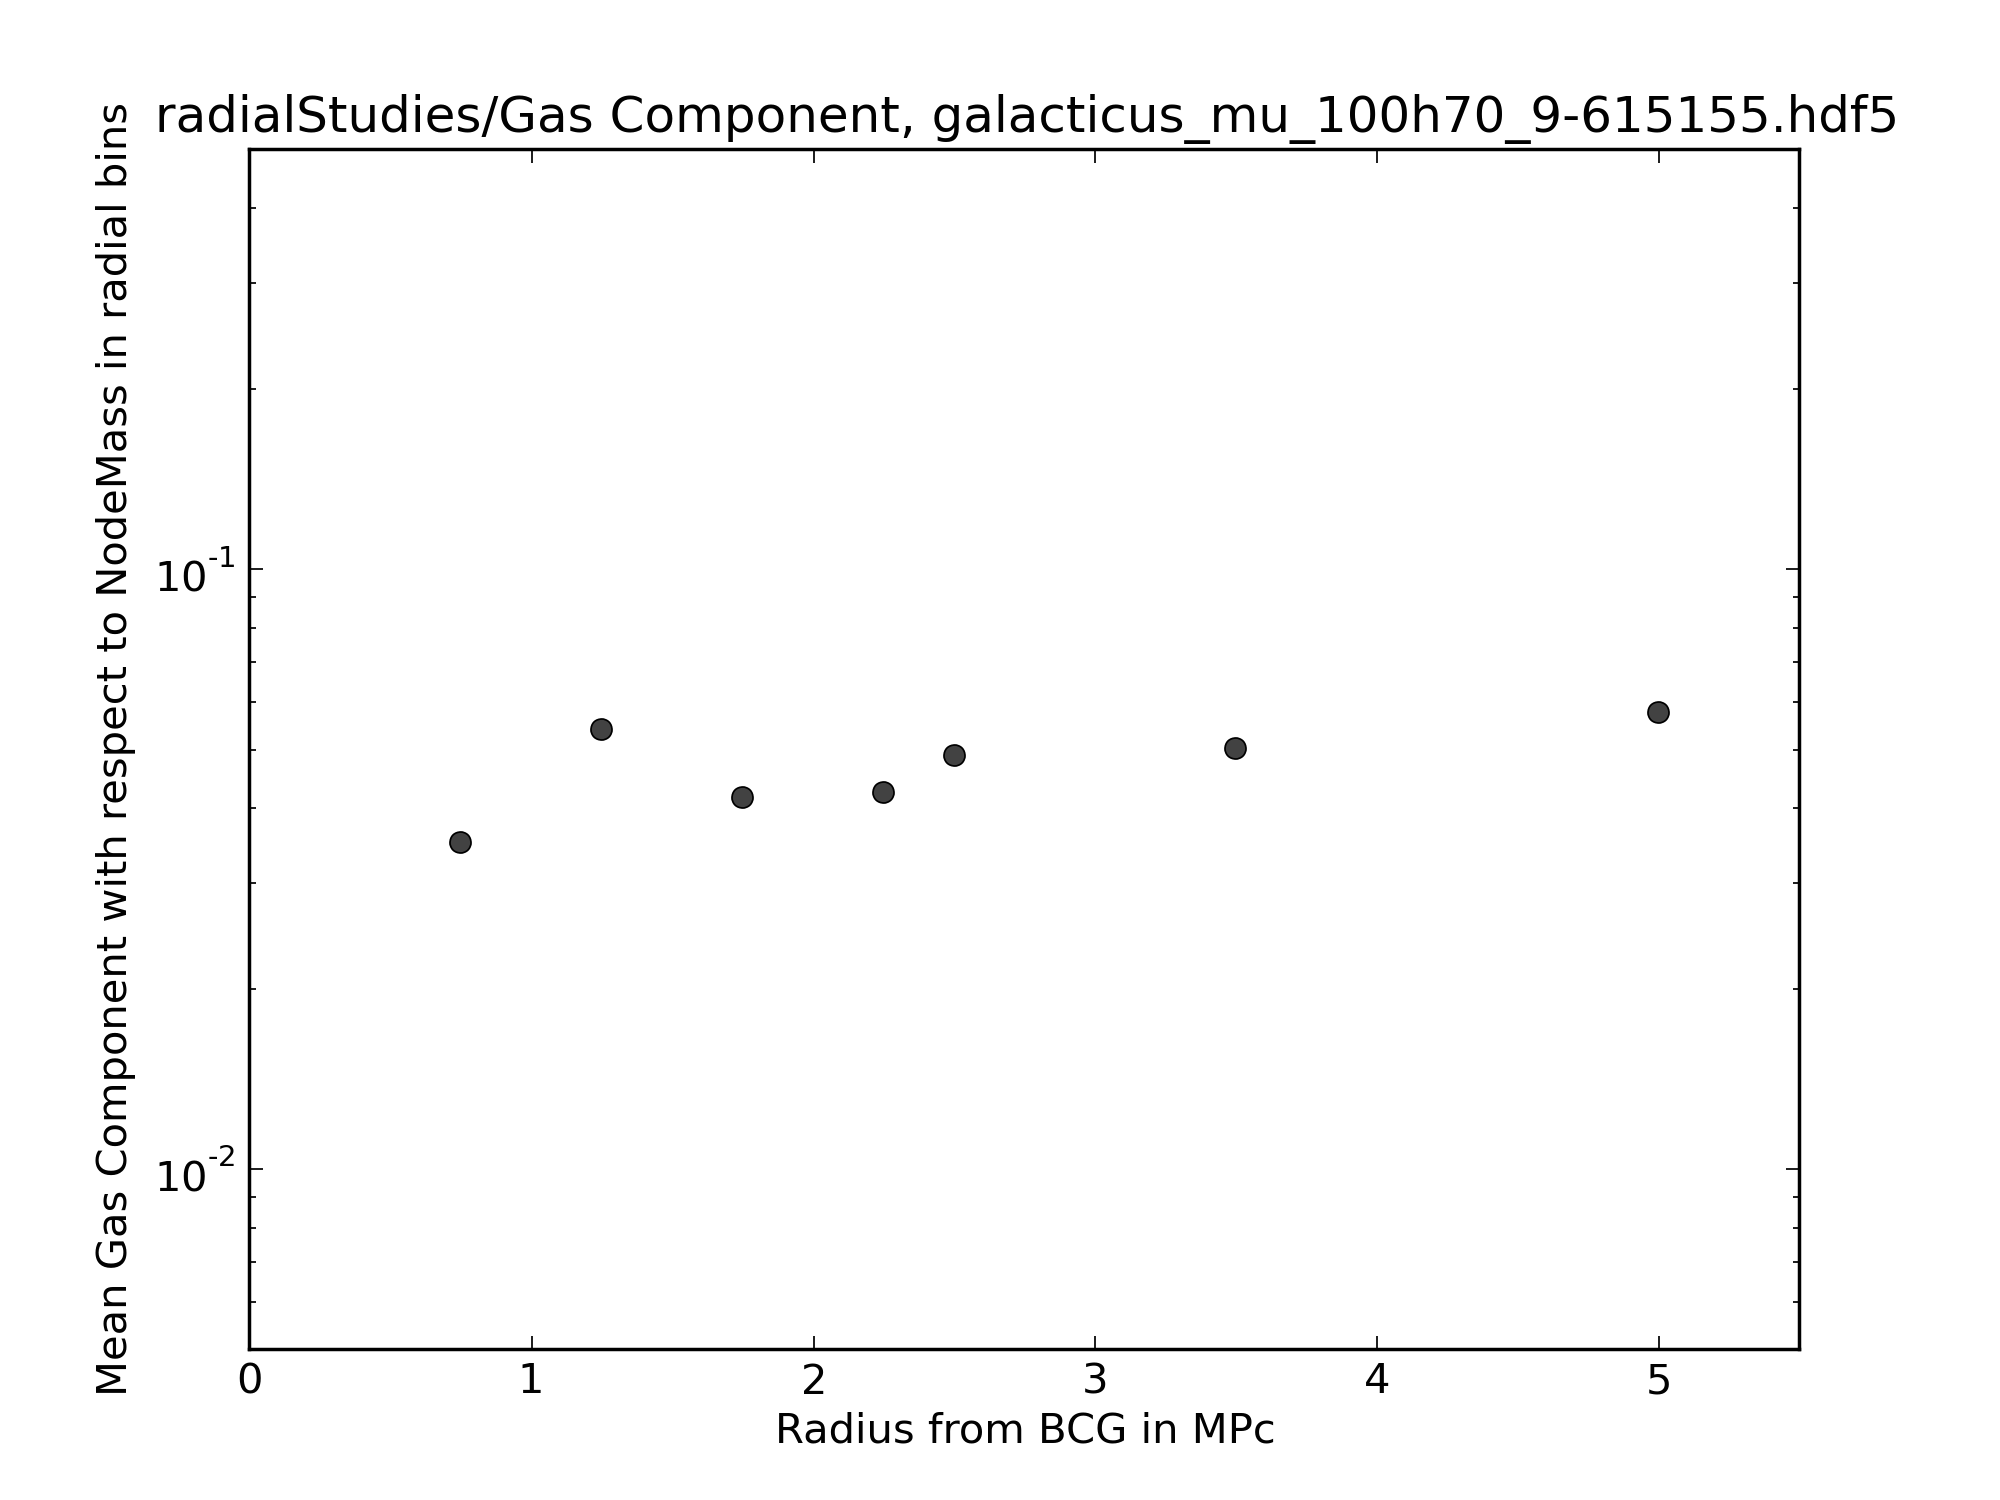 radialStudies/Gas Component, galacticus_mu_100h70_9-615155.hdf5
Mean Gas Component with respect to NodeMass in radial bins
10-1
10-2
0 1 2 3 4 5
Radius from BCG in MPc